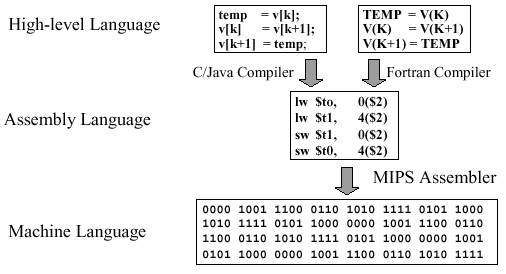 High-level Language
temp = v[k];
v[k] = v[k+1];
v[k+1] = temp;
TEMP = V(K)
V(K) = V(K+1)
V(K+1) = TEMP
C/Java Compiler
Fortran Compiler
Assembly Language
lw $to, 0($2)
lw $t1, 4($2)
sw $t1, 0($2)
sw $t0, 4($2)
MIPS Assembler
Machine Language
0000 1001 1100 0110 1010 1111 0101 1000
1010 1111 0101 1000 0000 1001 1100 0110
1100 0110 1010 1111 0101 1000 0000 1001
0101 1000 0000 1001 1100 0110 1010 1111